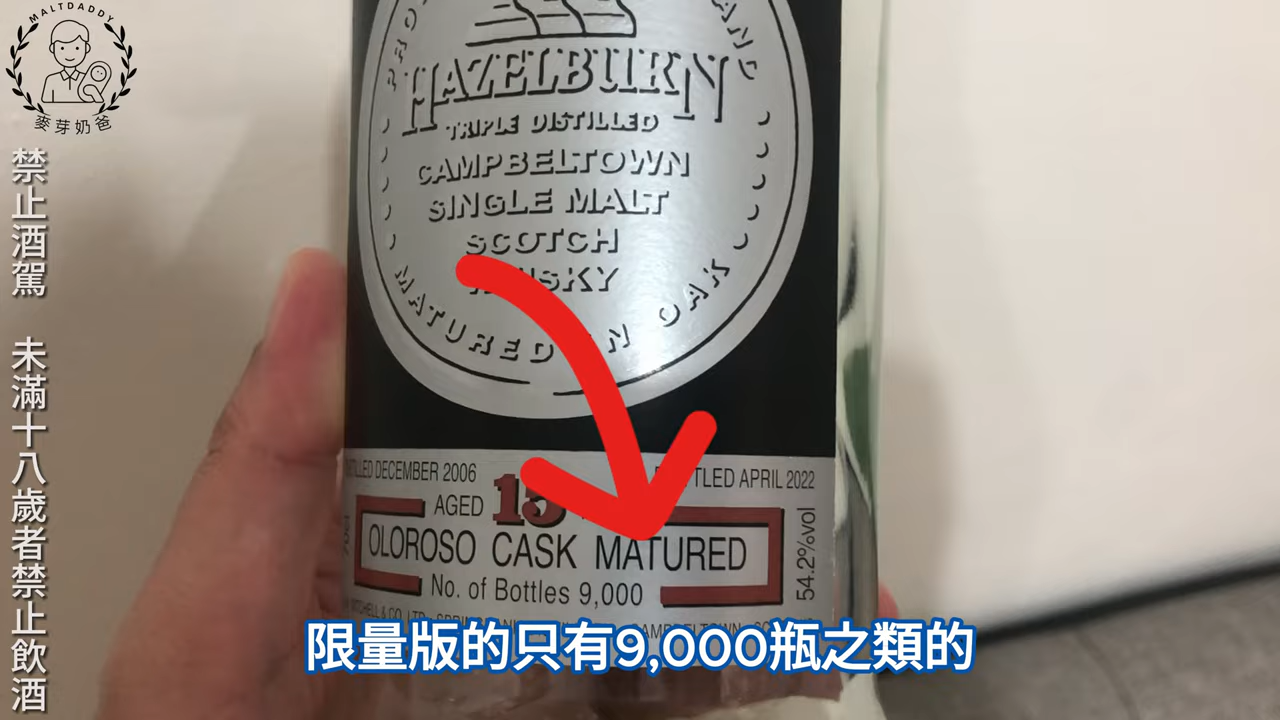 MALTDADDY
麥芽奶爸
禁止酒駕 未滿十八歲者禁止飲酒
HAZELBURN
TRIPLE DISTILLED
CAMPBELTOWN
SINGLE MALT
SCOTCH
MATURED IN OAK
DECEMBER 2006
APRIL 2022
AGED 15
OLOROSO CASK MATURED
54.2%vol
No. of Bottles 9,000
限量版的只有9,000瓶之類的